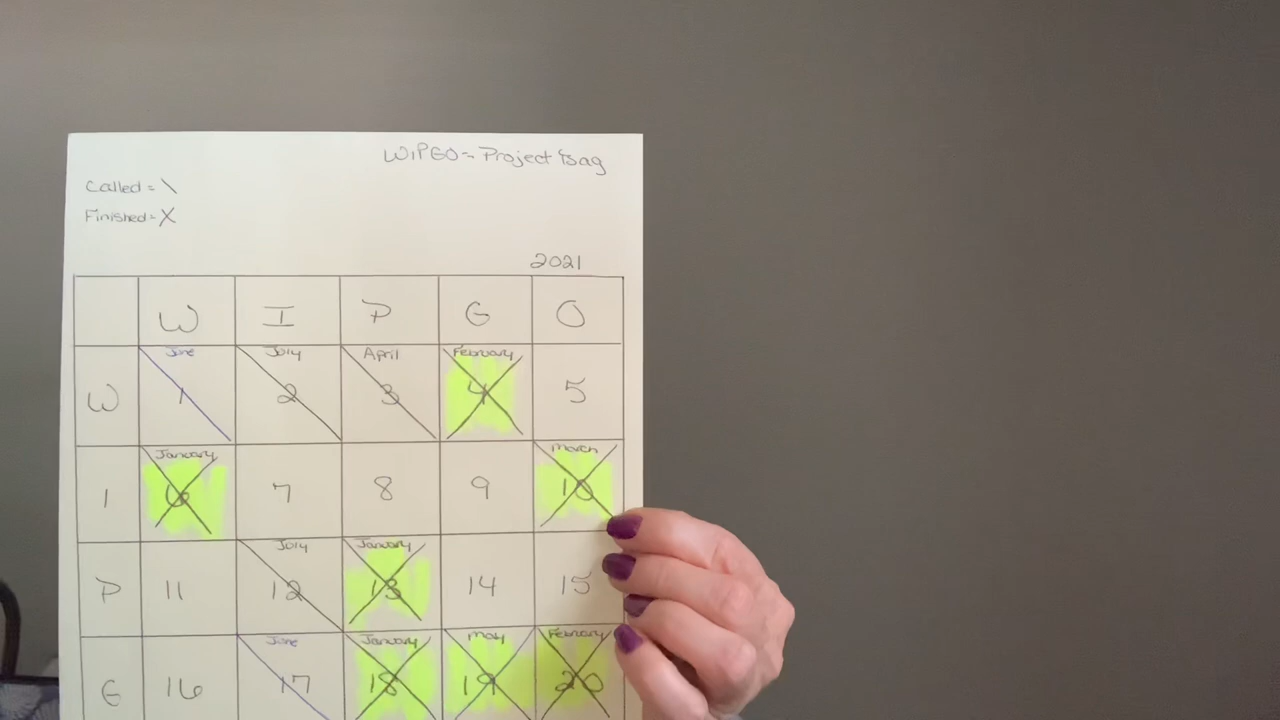 WIPGO - Project Bag
Called = \
Finished = X
2021
W I P G O
June July April February
W 1 2 3 4 5
January March
I 6 7 8 9 10
July January
P 11 12 13 14 15
June January May February
G 16 17 18 19 20